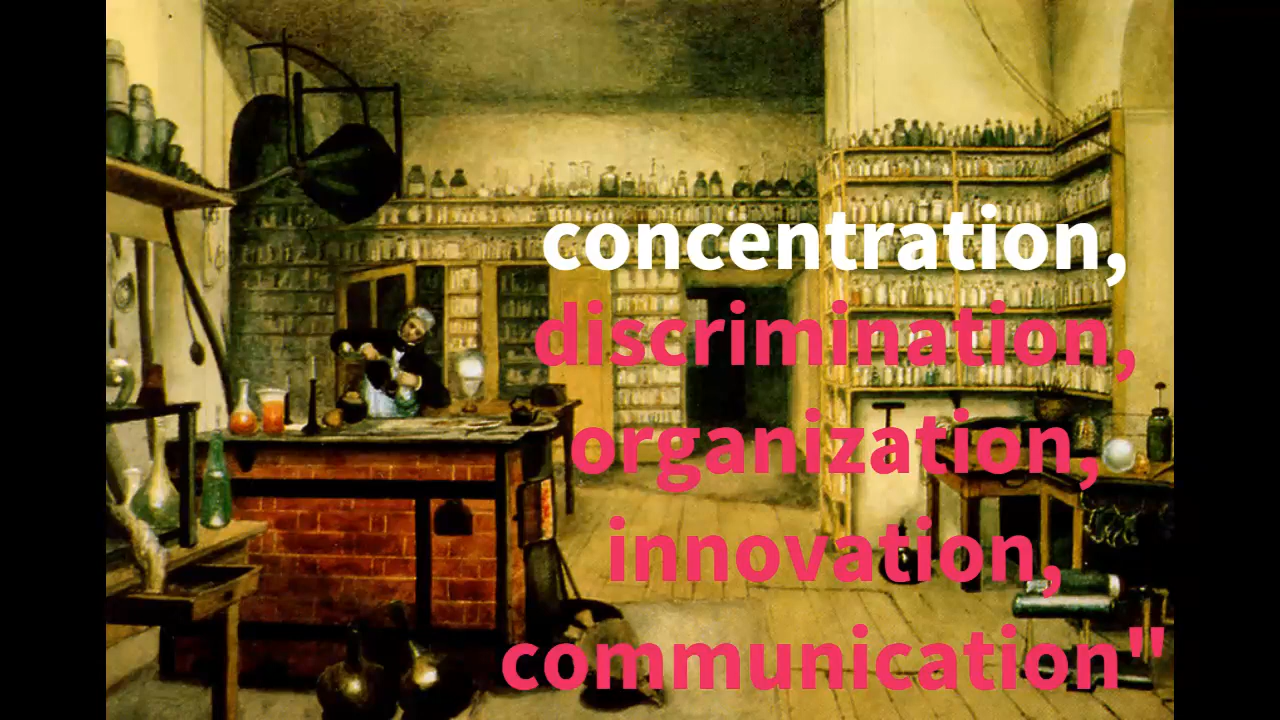 concentration,
discrimination,
organization,
innovation,
communication"